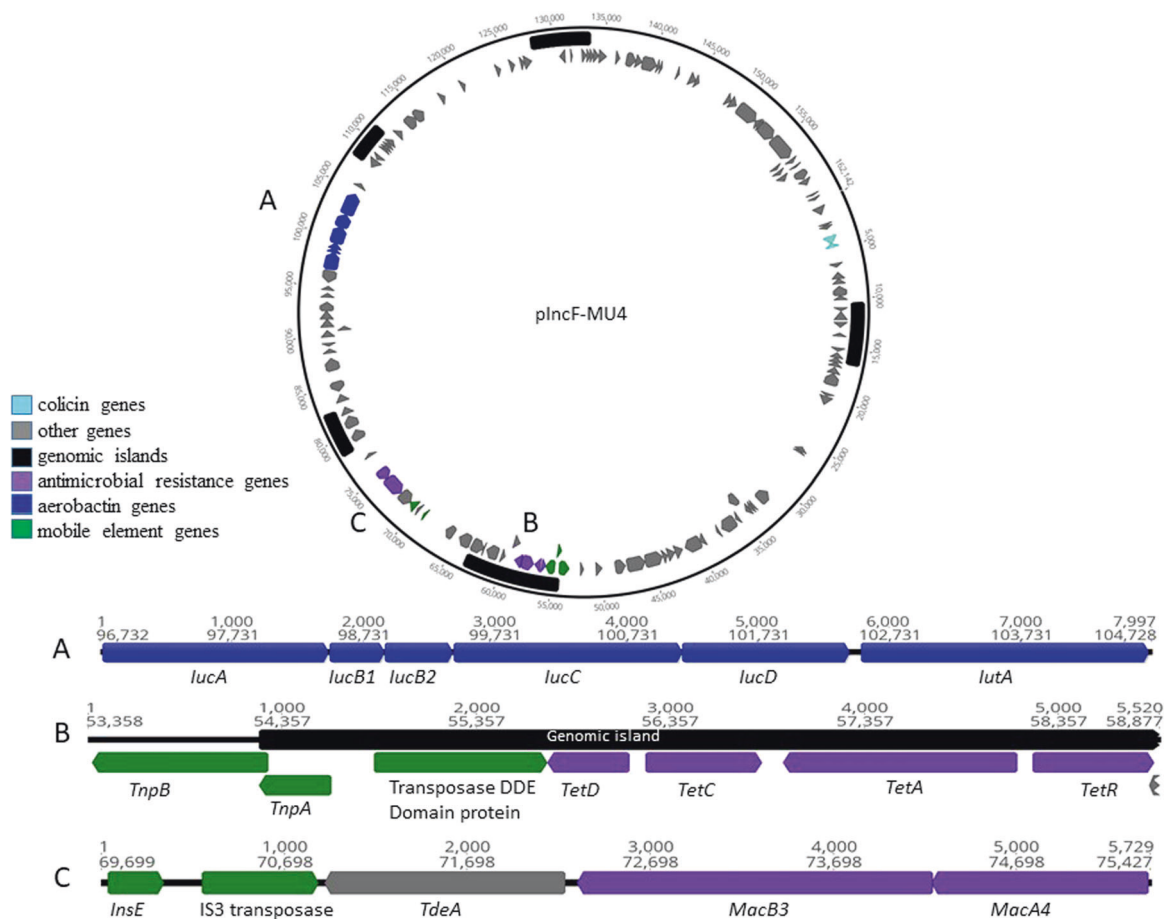 130,000
135,000
140,000
145,000
150,000
155,000
162,142
5,000
10,000
15,000
20,000
25,000
30,000
35,000
40,000
45,000
50,000
55,000
60,000
65,000
70,000
75,000
80,000
85,000
90,000
95,000
100,000
105,000
110,000
115,000
120,000
125,000
A
B
C
pIncF-MU4
colicin genes
other genes
genomic islands
antimicrobial resistance genes
aerobactin genes
mobile element genes
1 1,000 2,000 3,000 4,000 5,000 6,000 7,000 7,997
96,732 97,731 98,731 99,731 100,731 101,731 102,731 103,731 104,728
A
IucA IucB1 IucB2 IucC IucD IutA
1 1,000 2,000 3,000 4,000 5,000 5,520
53,358 54,357 55,357 56,357 57,357 58,357 58,877
B
Genomic island
TnpB TnpA Transposase DDE Domain protein TetD TetC TetA TetR
1 1,000 2,000 3,000 4,000 5,000 5,729
69,699 70,698 71,698 72,698 73,698 74,698 75,427
C
InsE IS3 transposase TdeA MacB3 MacA4